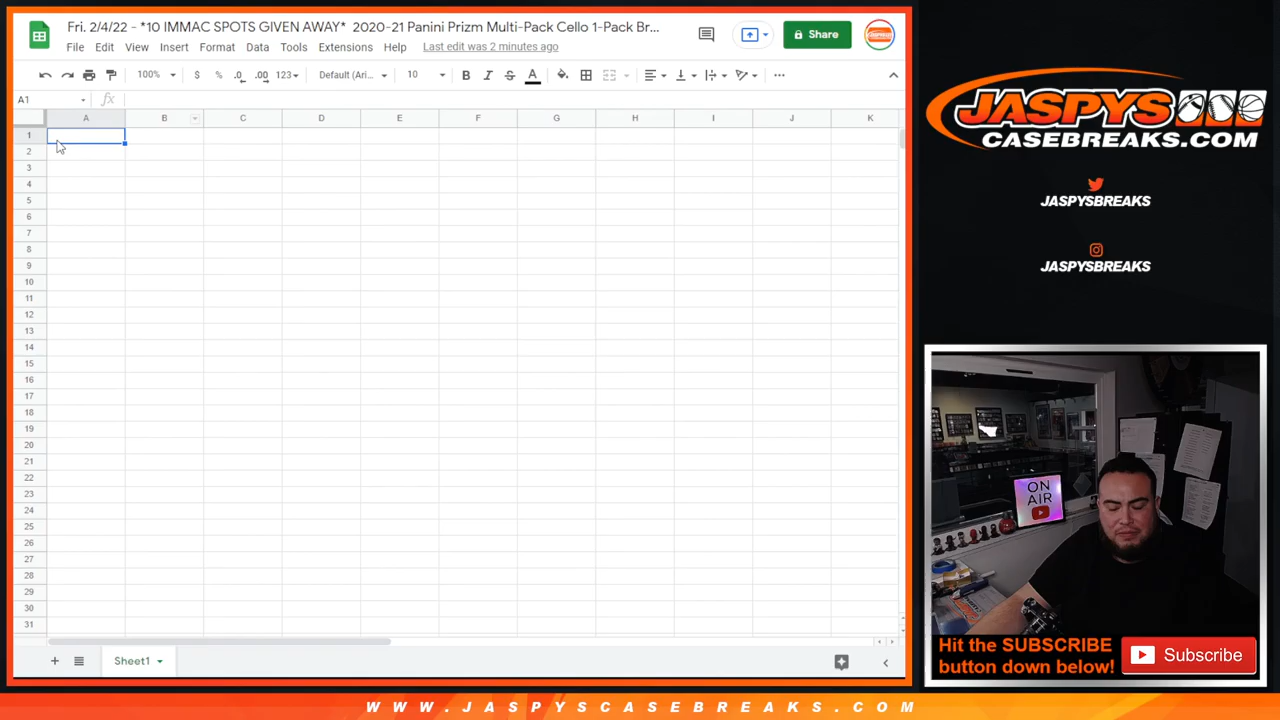 Fri. 2/4/22 - *10 IMMAC SPOTS GIVEN AWAY* 2020-21 Panini Prizm Multi-Pack Cello 1-Pack Br...
File Edit View Insert Format Data Tools Extensions Help Last edit was 2 minutes ago
Share
100% $ % .0 .00 123 Default (Ari... 10 B I S A
A1 fx
A B C D E F G H I J K
1
2
3
4
5
6
7
8
9
10
11
12
13
14
15
16
17
18
19
20
21
22
23
24
25
26
27
28
29
30
31
Sheet1
JASPYS
CASEBREAKS.COM
JASPYSBREAKS
JASPYSBREAKS
ON
AIR
Hit the SUBSCRIBE
button down below!
Subscribe
WWW.JASPYSCASEBREAKS.COM